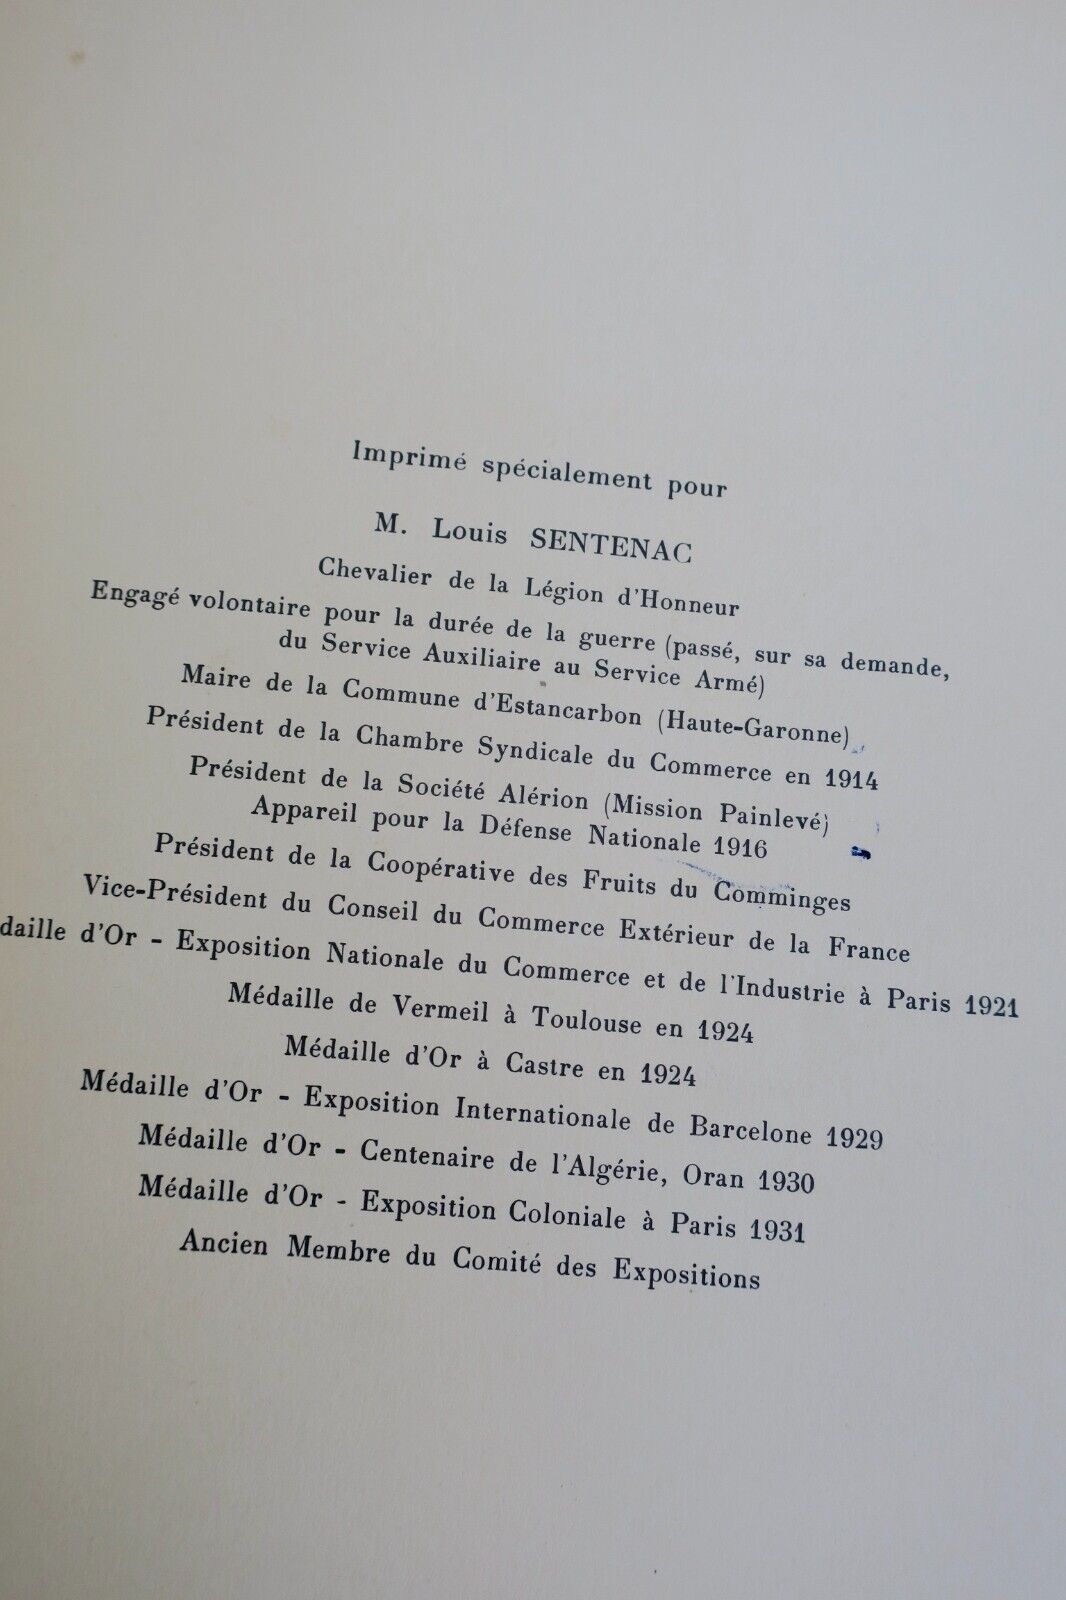 Imprimé spécialement pour
M. Louis SENTENAC
Chevalier de la Légion d'Honneur
Engagé volontaire pour la durée de la guerre (passé, sur sa demande,
du Service Auxiliaire au Service Armé)
Maire de la Commune d'Estancarbon (Haute-Garonne)
Président de la Chambre Syndicale du Commerce en 1914
Président de la Société Alérion (Mission Painlevé)
Appareil pour la Défense Nationale 1916
Président de la Coopérative des Fruits du Comminges
Vice-Président du Conseil du Commerce Extérieur de la France
daille d'Or - Exposition Nationale du Commerce et de l'Industrie à Paris 1921
Médaille de Vermeil à Toulouse en 1924
Médaille d'Or à Castre en 1924
Médaille d'Or - Exposition Internationale de Barcelone 1929
Médaille d'Or - Centenaire de l'Algérie, Oran 1930
Médaille d'Or - Exposition Coloniale à Paris 1931
Ancien Membre du Comité des Expositions